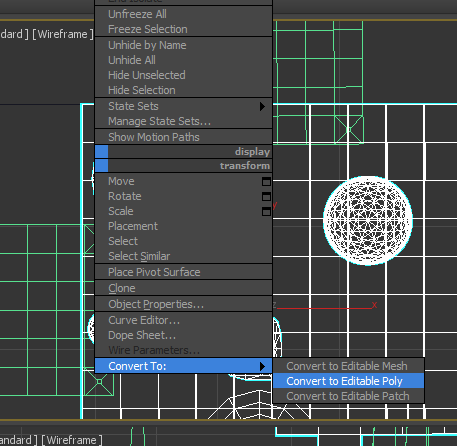 Unfreeze All
Freeze Selection
Unhide by Name
Unhide All
Hide Unselected
Hide Selection
State Sets
Manage State Sets...
Show Motion Paths
display
transform
Move
Rotate
Scale
Placement
Select
Select Similar
Place Pivot Surface
Clone
Object Properties...
Curve Editor...
Dope Sheet...
Wire Parameters...
Convert To:
Convert to Editable Mesh
Convert to Editable Poly
Convert to Editable Patch
ndard ] [ Wireframe ]
x
andard ] [ Wireframe ]